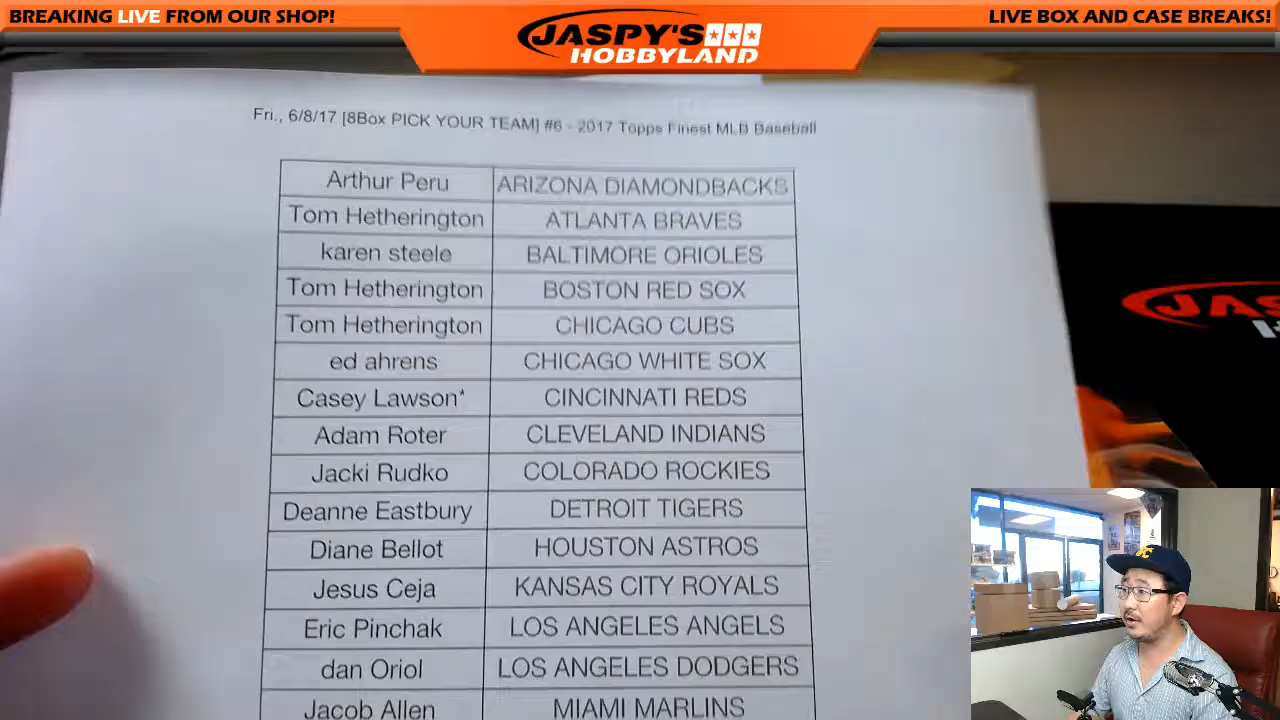 BREAKING LIVE FROM OUR SHOP!
JASPY'S
HOBBYLAND
LIVE BOX AND CASE BREAKS!
Fri., 6/8/17 [8Box PICK YOUR TEAM] #6 - 2017 Topps Finest MLB Baseball
Arthur Peru ARIZONA DIAMONDBACKS
Tom Hetherington ATLANTA BRAVES
karen steele BALTIMORE ORIOLES
Tom Hetherington BOSTON RED SOX
Tom Hetherington CHICAGO CUBS
ed ahrens CHICAGO WHITE SOX
Casey Lawson* CINCINNATI REDS
Adam Roter CLEVELAND INDIANS
Jacki Rudko COLORADO ROCKIES
Deanne Eastbury DETROIT TIGERS
Diane Bellot HOUSTON ASTROS
Jesus Ceja KANSAS CITY ROYALS
Eric Pinchak LOS ANGELES ANGELS
dan Oriol LOS ANGELES DODGERS
Jacob Allen MIAMI MARLINS